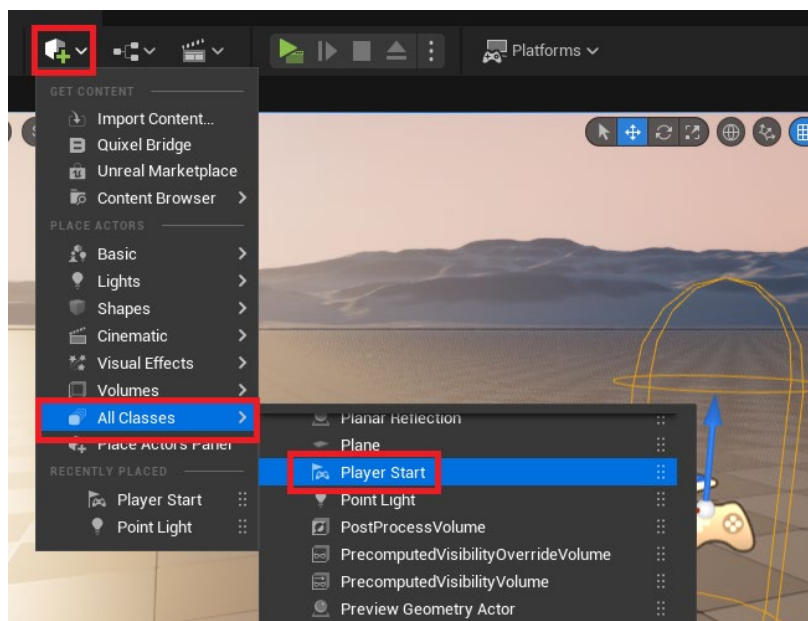 Platforms
GET CONTENT
Import Content...
Quixel Bridge
Unreal Marketplace
Content Browser
PLACE ACTORS
Basic
Lights
Shapes
Cinematic
Visual Effects
Volumes
All Classes
Place Actors Panel
RECENTLY PLACED
Player Start
Point Light
Planar Reflection
Plane
Player Start
Point Light
PostProcessVolume
PrecomputedVisibilityOverrideVolume
PrecomputedVisibilityVolume
Preview Geometry Actor